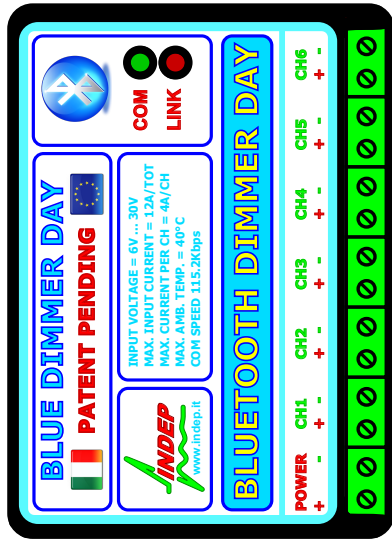 BLUE DIMMER DAY
PATENT PENDING
COM
LINK
INDEP
www.indep.it
INPUT VOLTAGE = 6V ... 30V
MAX. INPUT CURRENT = 12A/TOT
MAX. CURRENT PER CH = 4A/CH
MAX. AMB. TEMP. = 40°C
COM SPEED 115.2Kbps
BLUETOOTH DIMMER DAY
POWER CH1 CH2 CH3 CH4 CH5 CH6
+ - + - + - + - + - + - + -